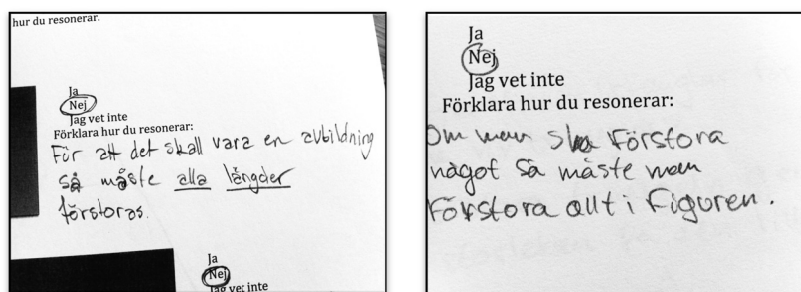 hur du resonerar.
Ja
Nej
Jag vet inte
Förklara hur du resonerar:
För att det skall vara en avbildning
så måste alla längder
förstoras.
Ja
Nej
Jag vet inte
Ja
Nej
Jag vet inte
Förklara hur du resonerar:
Om man ska Förstora
något så måste man
Förstora allt i Figuren.